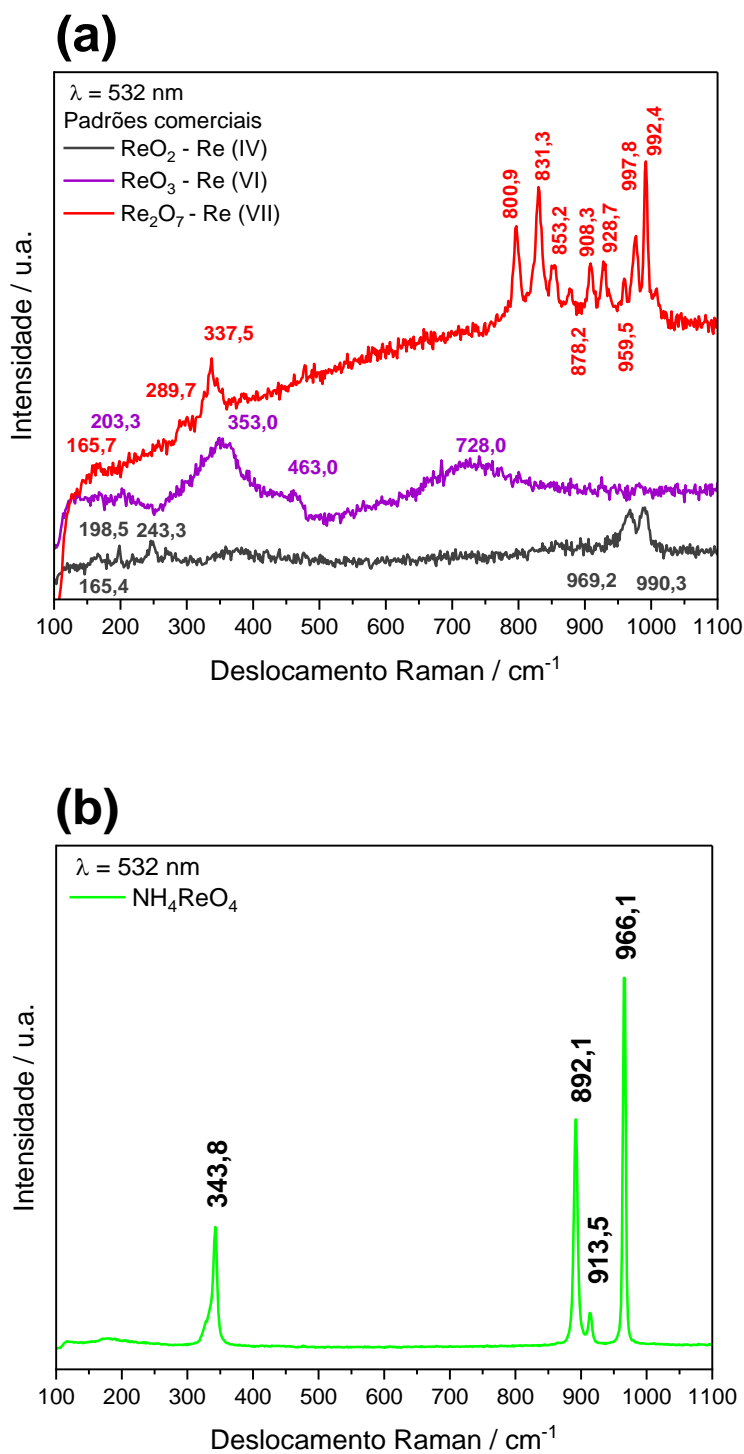 (a)
λ = 532 nm
Padrões comerciais
ReO₂ - Re (IV)
ReO₃ - Re (VI)
Re₂O₇ - Re (VII)
800,9
831,3
853,2
908,3
928,7
997,8
992,4
878,2
959,5
337,5
289,7
165,7
203,3
353,0
463,0
728,0
198,5
243,3
165,4
969,2
990,3
Intensidade / u.a.
100 200 300 400 500 600 700 800 900 1000 1100
Deslocamento Raman / cm⁻¹
(b)
λ = 532 nm
NH₄ReO₄
966,1
892,1
913,5
343,8
Intensidade / u.a.
100 200 300 400 500 600 700 800 900 1000 1100
Deslocamento Raman / cm⁻¹